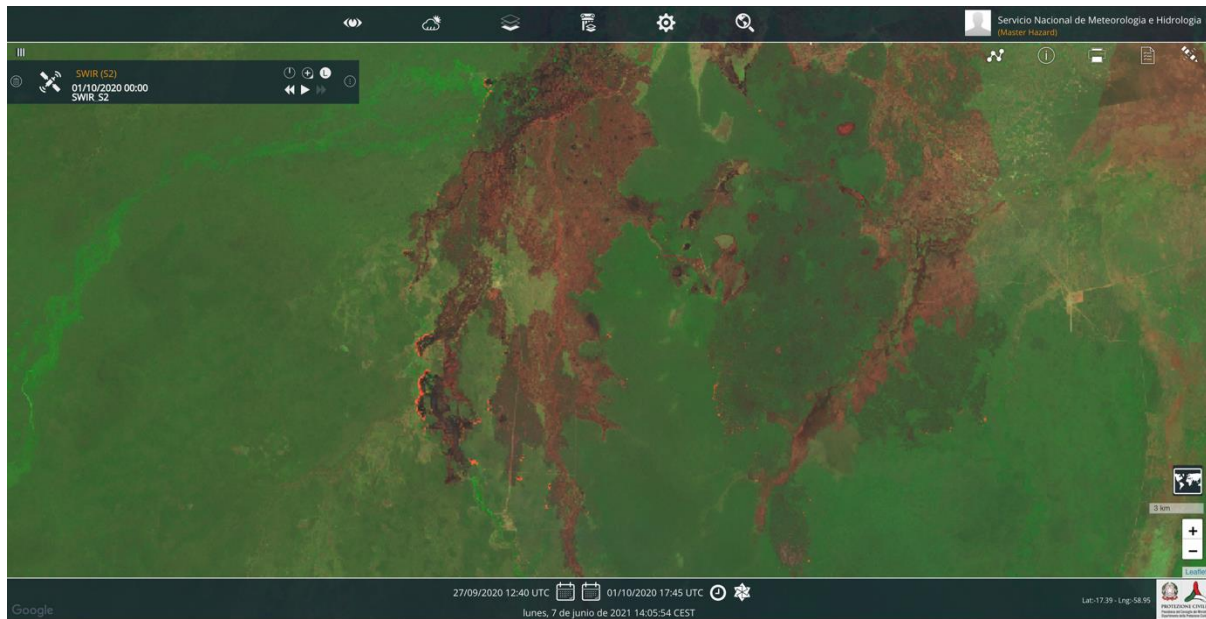 Servicio Nacional de Meteorologia e Hidrologia
(Master Hazard)
SWIR (S2)
01/10/2020 00:00
SWIR_S2
L
3 km
+
−
Leaflet
27/09/2020 12:40 UTC 01/10/2020 17:45 UTC
lunes, 7 de junio de 2021 14:05:54 CEST
Lat:-17.39 - Lng:-58.95
PROTEZIONE CIVILE
Google